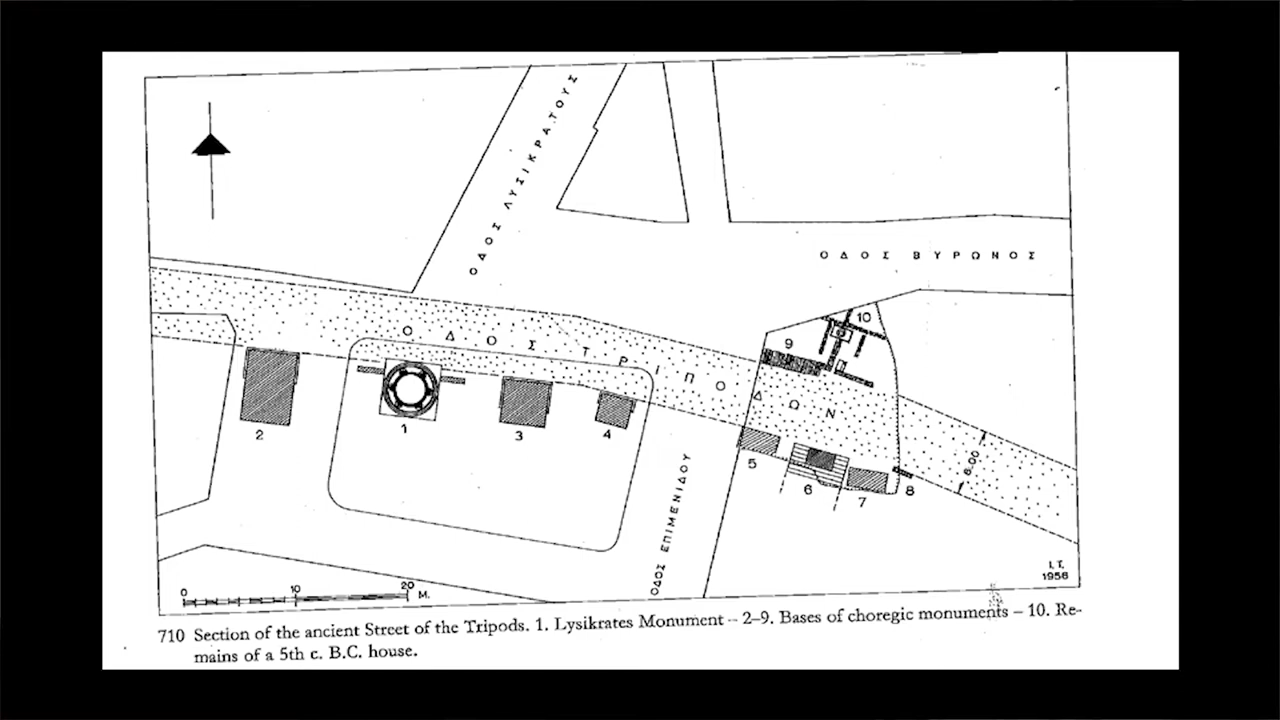 ΟΔΟΣ ΛΥΣΙΚΡΑΤΟΥΣ
ΟΔΟΣ ΒΥΡΩΝΟΣ
ΟΔΟΣ ΤΡΙΠΟΔΩΝ
10
9
2
1
3
4
5
6
7
8
6.00
ΟΔΟΣ ΕΠΙΜΕΝΙΔΟΥ
0 10 20 M.
I.T.
1956
710 Section of the ancient Street of the Tripods. 1. Lysikrates Monument – 2–9. Bases of choregic monuments – 10. Re-
mains of a 5th c. B.C. house.